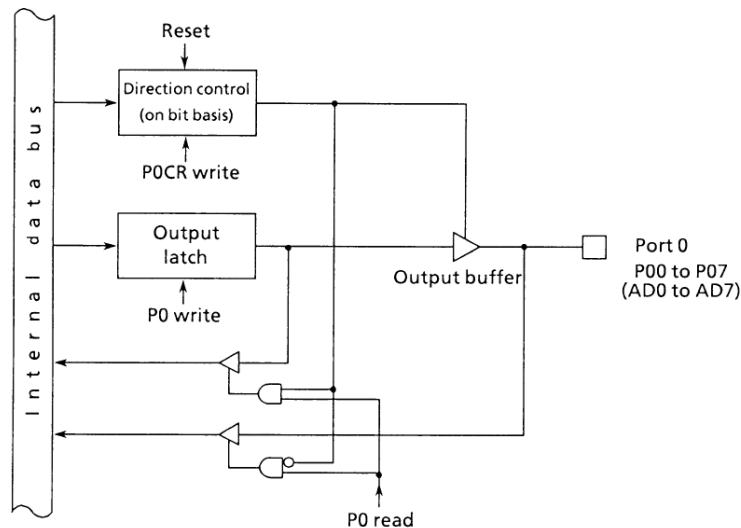 Reset
Direction control
(on bit basis)
P0CR write
Internal data bus
Output
latch
P0 write
Output buffer
Port 0
P00 to P07
(AD0 to AD7)
P0 read